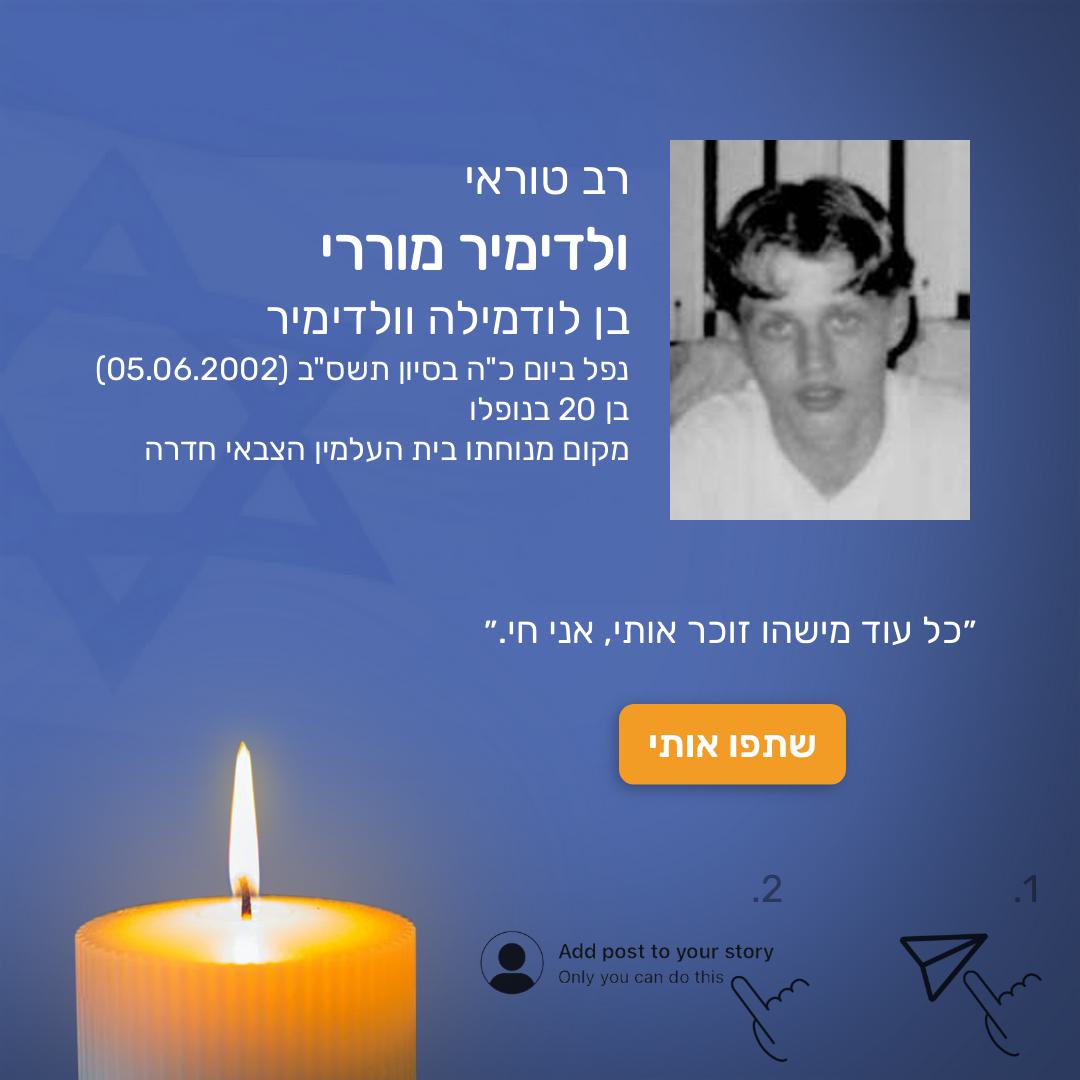 רב טוראי
ולדימיר מוררי
בן לודמילה וולדימיר
נפל ביום כ"ה בסיון תשס"ב (05.06.2002)
בן 20 בנופלו
מקום מנוחתו בית העלמין הצבאי חדרה
״כל עוד מישהו זוכר אותי, אני חי.״
שתפו אותי
1.
2.
Add post to your story
Only you can do this